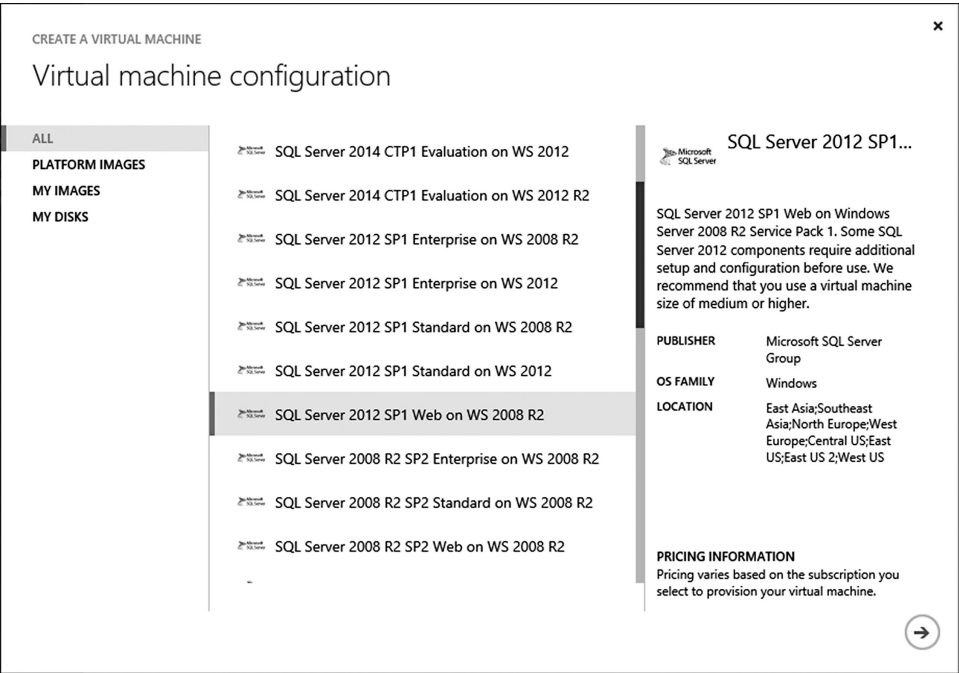 CREATE A VIRTUAL MACHINE
Virtual machine configuration
ALL
PLATFORM IMAGES
MY IMAGES
MY DISKS
SQL Server 2014 CTP1 Evaluation on WS 2012
SQL Server 2014 CTP1 Evaluation on WS 2012 R2
SQL Server 2012 SP1 Enterprise on WS 2008 R2
SQL Server 2012 SP1 Enterprise on WS 2012
SQL Server 2012 SP1 Standard on WS 2008 R2
SQL Server 2012 SP1 Standard on WS 2012
SQL Server 2012 SP1 Web on WS 2008 R2
SQL Server 2008 R2 SP2 Enterprise on WS 2008 R2
SQL Server 2008 R2 SP2 Standard on WS 2008 R2
SQL Server 2008 R2 SP2 Web on WS 2008 R2
Microsoft
SQL Server
SQL Server 2012 SP1...
SQL Server 2012 SP1 Web on Windows
Server 2008 R2 Service Pack 1. Some SQL
Server 2012 components require additional
setup and configuration before use. We
recommend that you use a virtual machine
size of medium or higher.
PUBLISHER Microsoft SQL Server
Group
OS FAMILY Windows
LOCATION East Asia;Southeast
Asia;North Europe;West
Europe;Central US;East
US;East US 2;West US
PRICING INFORMATION
Pricing varies based on the subscription you
select to provision your virtual machine.